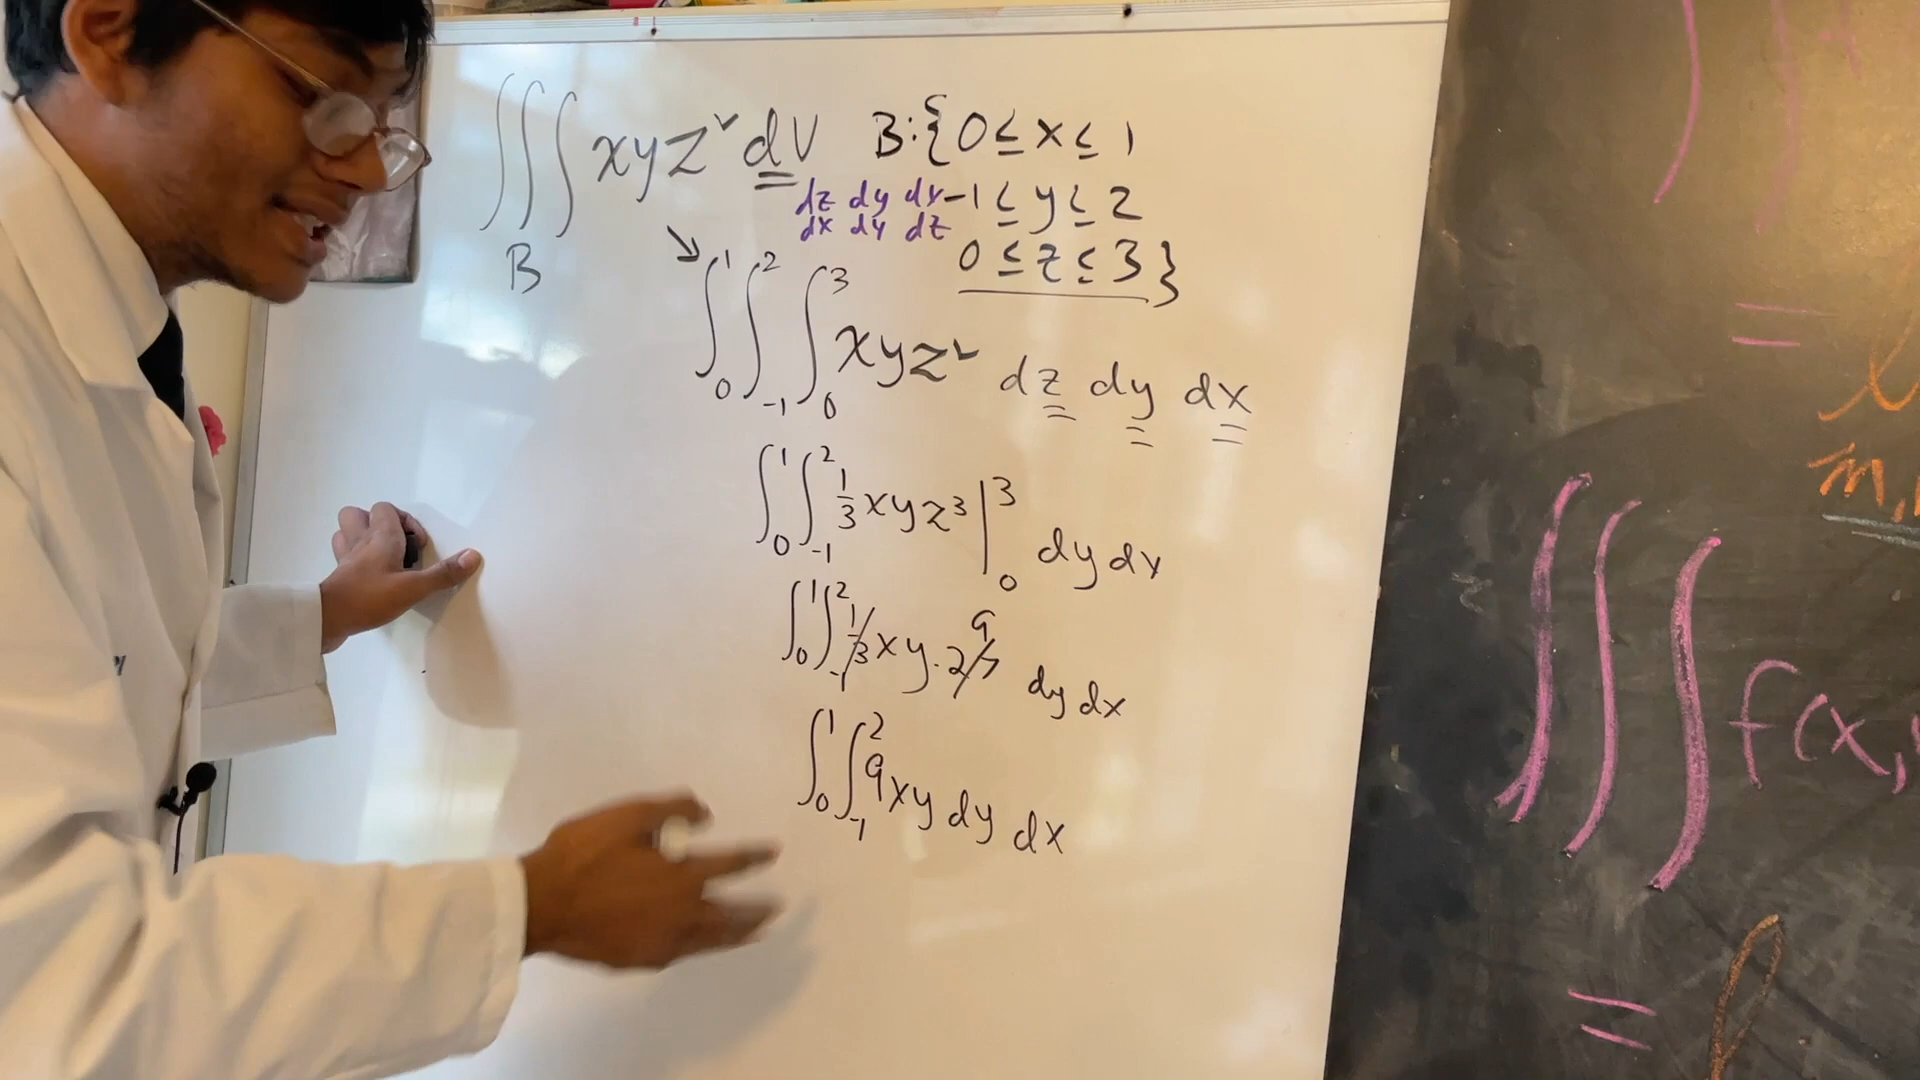 ∭ xyz² dV B:{0≤x≤1
B
dz dy dx -1≤y≤2
dx dy dz
0≤z≤3}
∫₀¹ ∫₋₁² ∫₀³ xyz² dz dy dx
∫₀¹ ∫₋₁² 1/3 xyz³ |₀³ dy dx
∫₀¹ ∫₋₁² 1/3 xy·27 9 dy dx
∫₀¹ ∫₋₁² 9xy dy dx
=
∭ f(x,
=